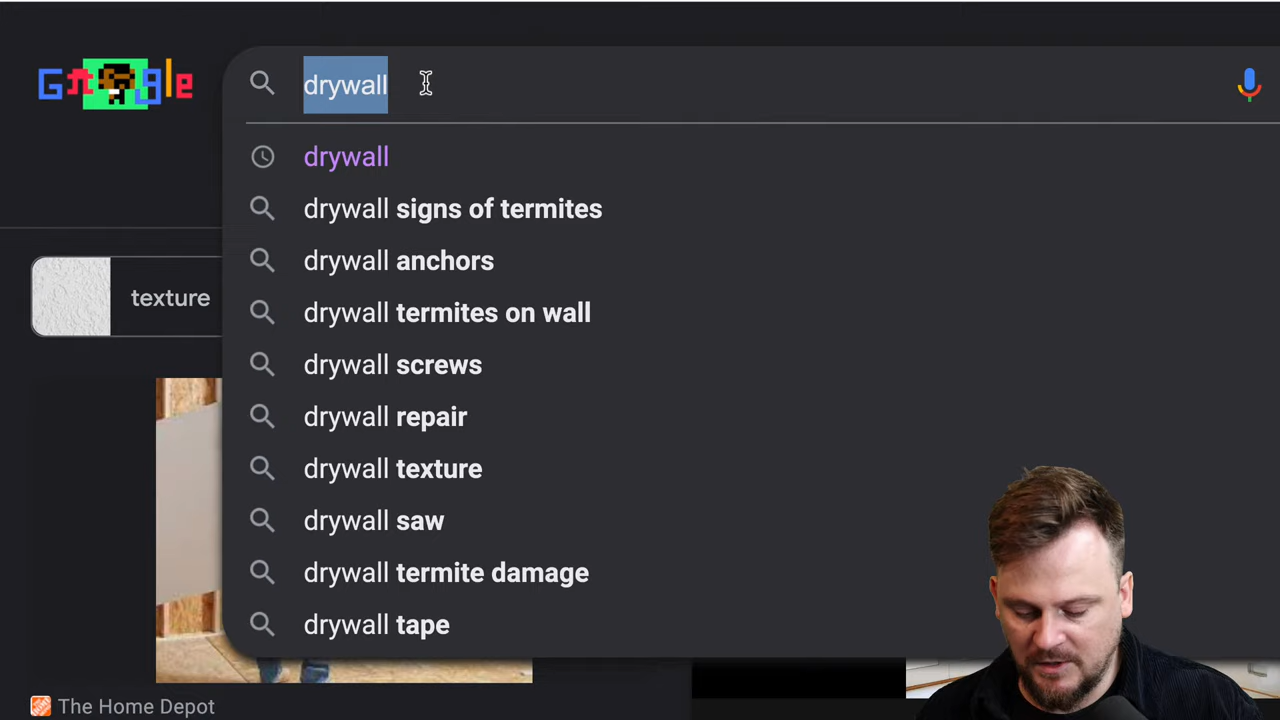 Google
drywall
drywall
drywall signs of termites
drywall anchors
drywall termites on wall
drywall screws
drywall repair
drywall texture
drywall saw
drywall termite damage
drywall tape
texture
The Home Depot